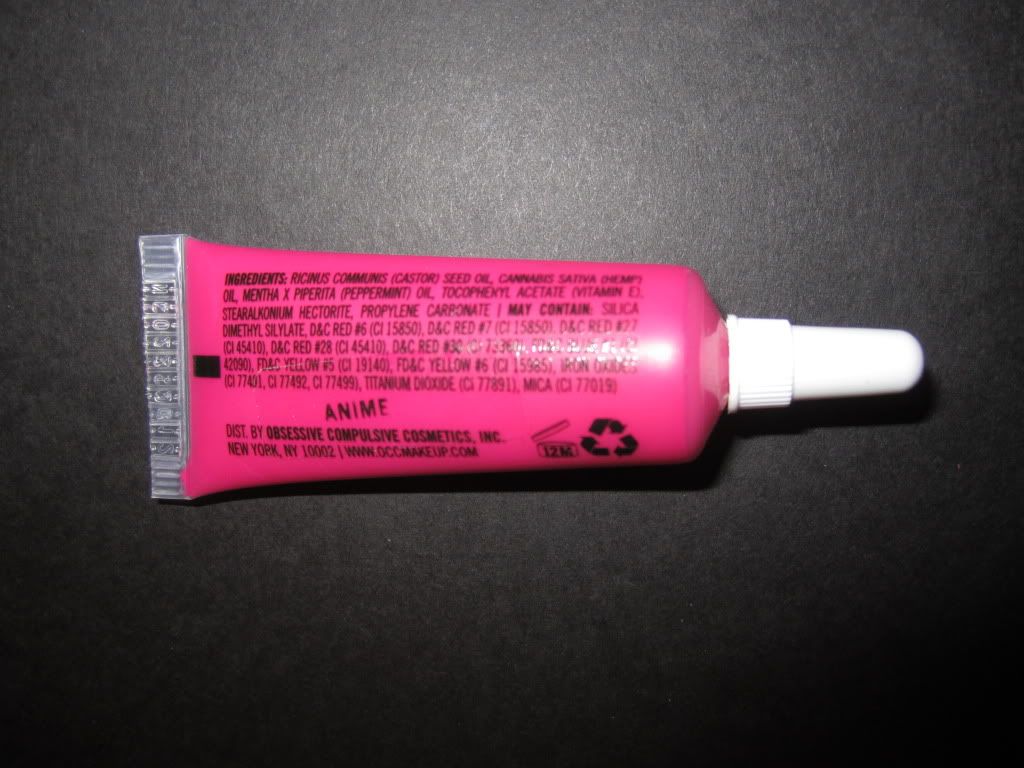 INGREDIENTS: RICINUS COMMUNIS (CASTOR) SEED OIL, CANNABIS SATIVA (HEMP)
OIL, MENTHA X PIPERITA (PEPPERMINT) OIL, TOCOPHEYL ACETATE (VITAMIN E),
STEARALKONIUM HECTORITE, PROPYLENE CARBONATE | MAY CONTAIN: SILICA
DIMETHYL SILYLATE, D&C RED #6 (CI 15850), D&C RED #7 (CI 15850), D&C RED #27
(CI 45410), D&C RED #28 (CI 45410), D&C RED #30 (CI
42090), FD&C YELLOW #5 (CI 19140), FD&C YELLOW #6 (CI 15985), IRON OXIDES
(CI 77491, CI 77492, CI 77499), TITANIUM DIOXIDE (CI 77891), MICA (CI 77019)
ANIME
DIST. BY OBSESSIVE COMPULSIVE COSMETICS, INC.
NEW YORK, NY 10002 | WWW.OCCMAKEUP.COM
12M